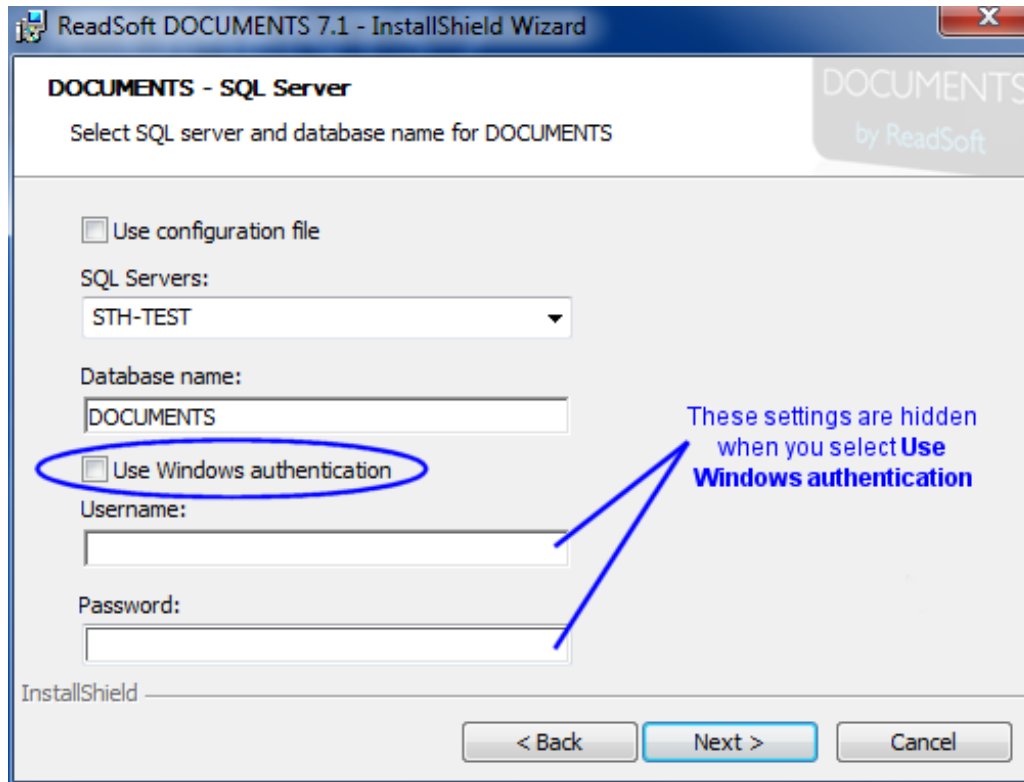 ReadSoft DOCUMENTS 7.1 - InstallShield Wizard
X
DOCUMENTS - SQL Server
Select SQL server and database name for DOCUMENTS
DOCUMENTS
by ReadSoft
Use configuration file
SQL Servers:
STH-TEST
Database name:
DOCUMENTS
Use Windows authentication
These settings are hidden
when you select Use
Windows authentication
Username:
Password:
InstallShield
< Back
Next >
Cancel